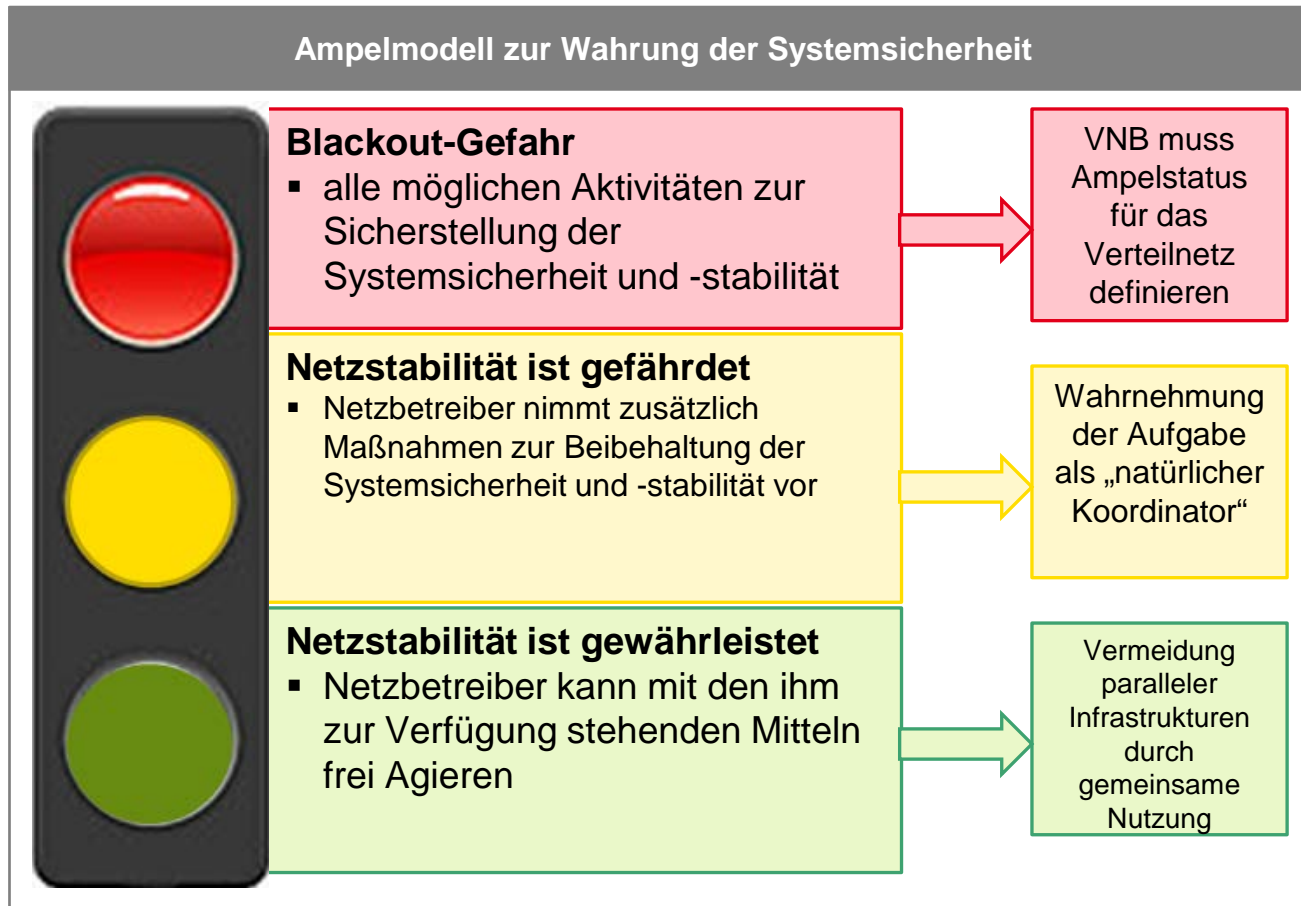 Ampelmodell zur Wahrung der Systemsicherheit
Blackout-Gefahr
▪ alle möglichen Aktivitäten zur
Sicherstellung der
Systemsicherheit und -stabilität
VNB muss
Ampelstatus
für das
Verteilnetz
definieren
Netzstabilität ist gefährdet
▪ Netzbetreiber nimmt zusätzlich
Maßnahmen zur Beibehaltung der
Systemsicherheit und -stabilität vor
Wahrnehmung
der Aufgabe
als „natürlicher
Koordinator“
Netzstabilität ist gewährleistet
▪ Netzbetreiber kann mit den ihm
zur Verfügung stehenden Mitteln
frei Agieren
Vermeidung
paralleler
Infrastrukturen
durch
gemeinsame
Nutzung